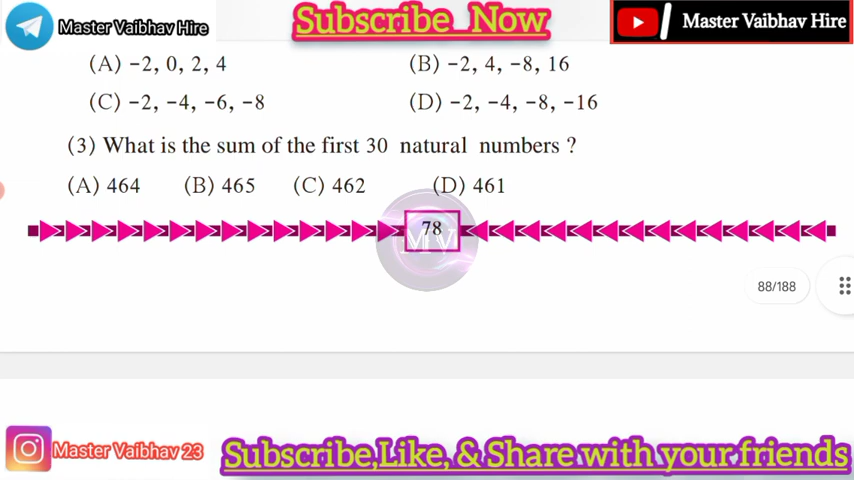 Master Vaibhav Hire
Subscribe Now
Master Vaibhav Hire
(A) −2, 0, 2, 4 (B) −2, 4, −8, 16
(C) −2, −4, −6, −8 (D) −2, −4, −8, −16
(3) What is the sum of the first 30 natural numbers ?
(A) 464 (B) 465 (C) 462 (D) 461
78
MV
88/188
Master Vaibhav 23
Subscribe,Like, & Share with your friends